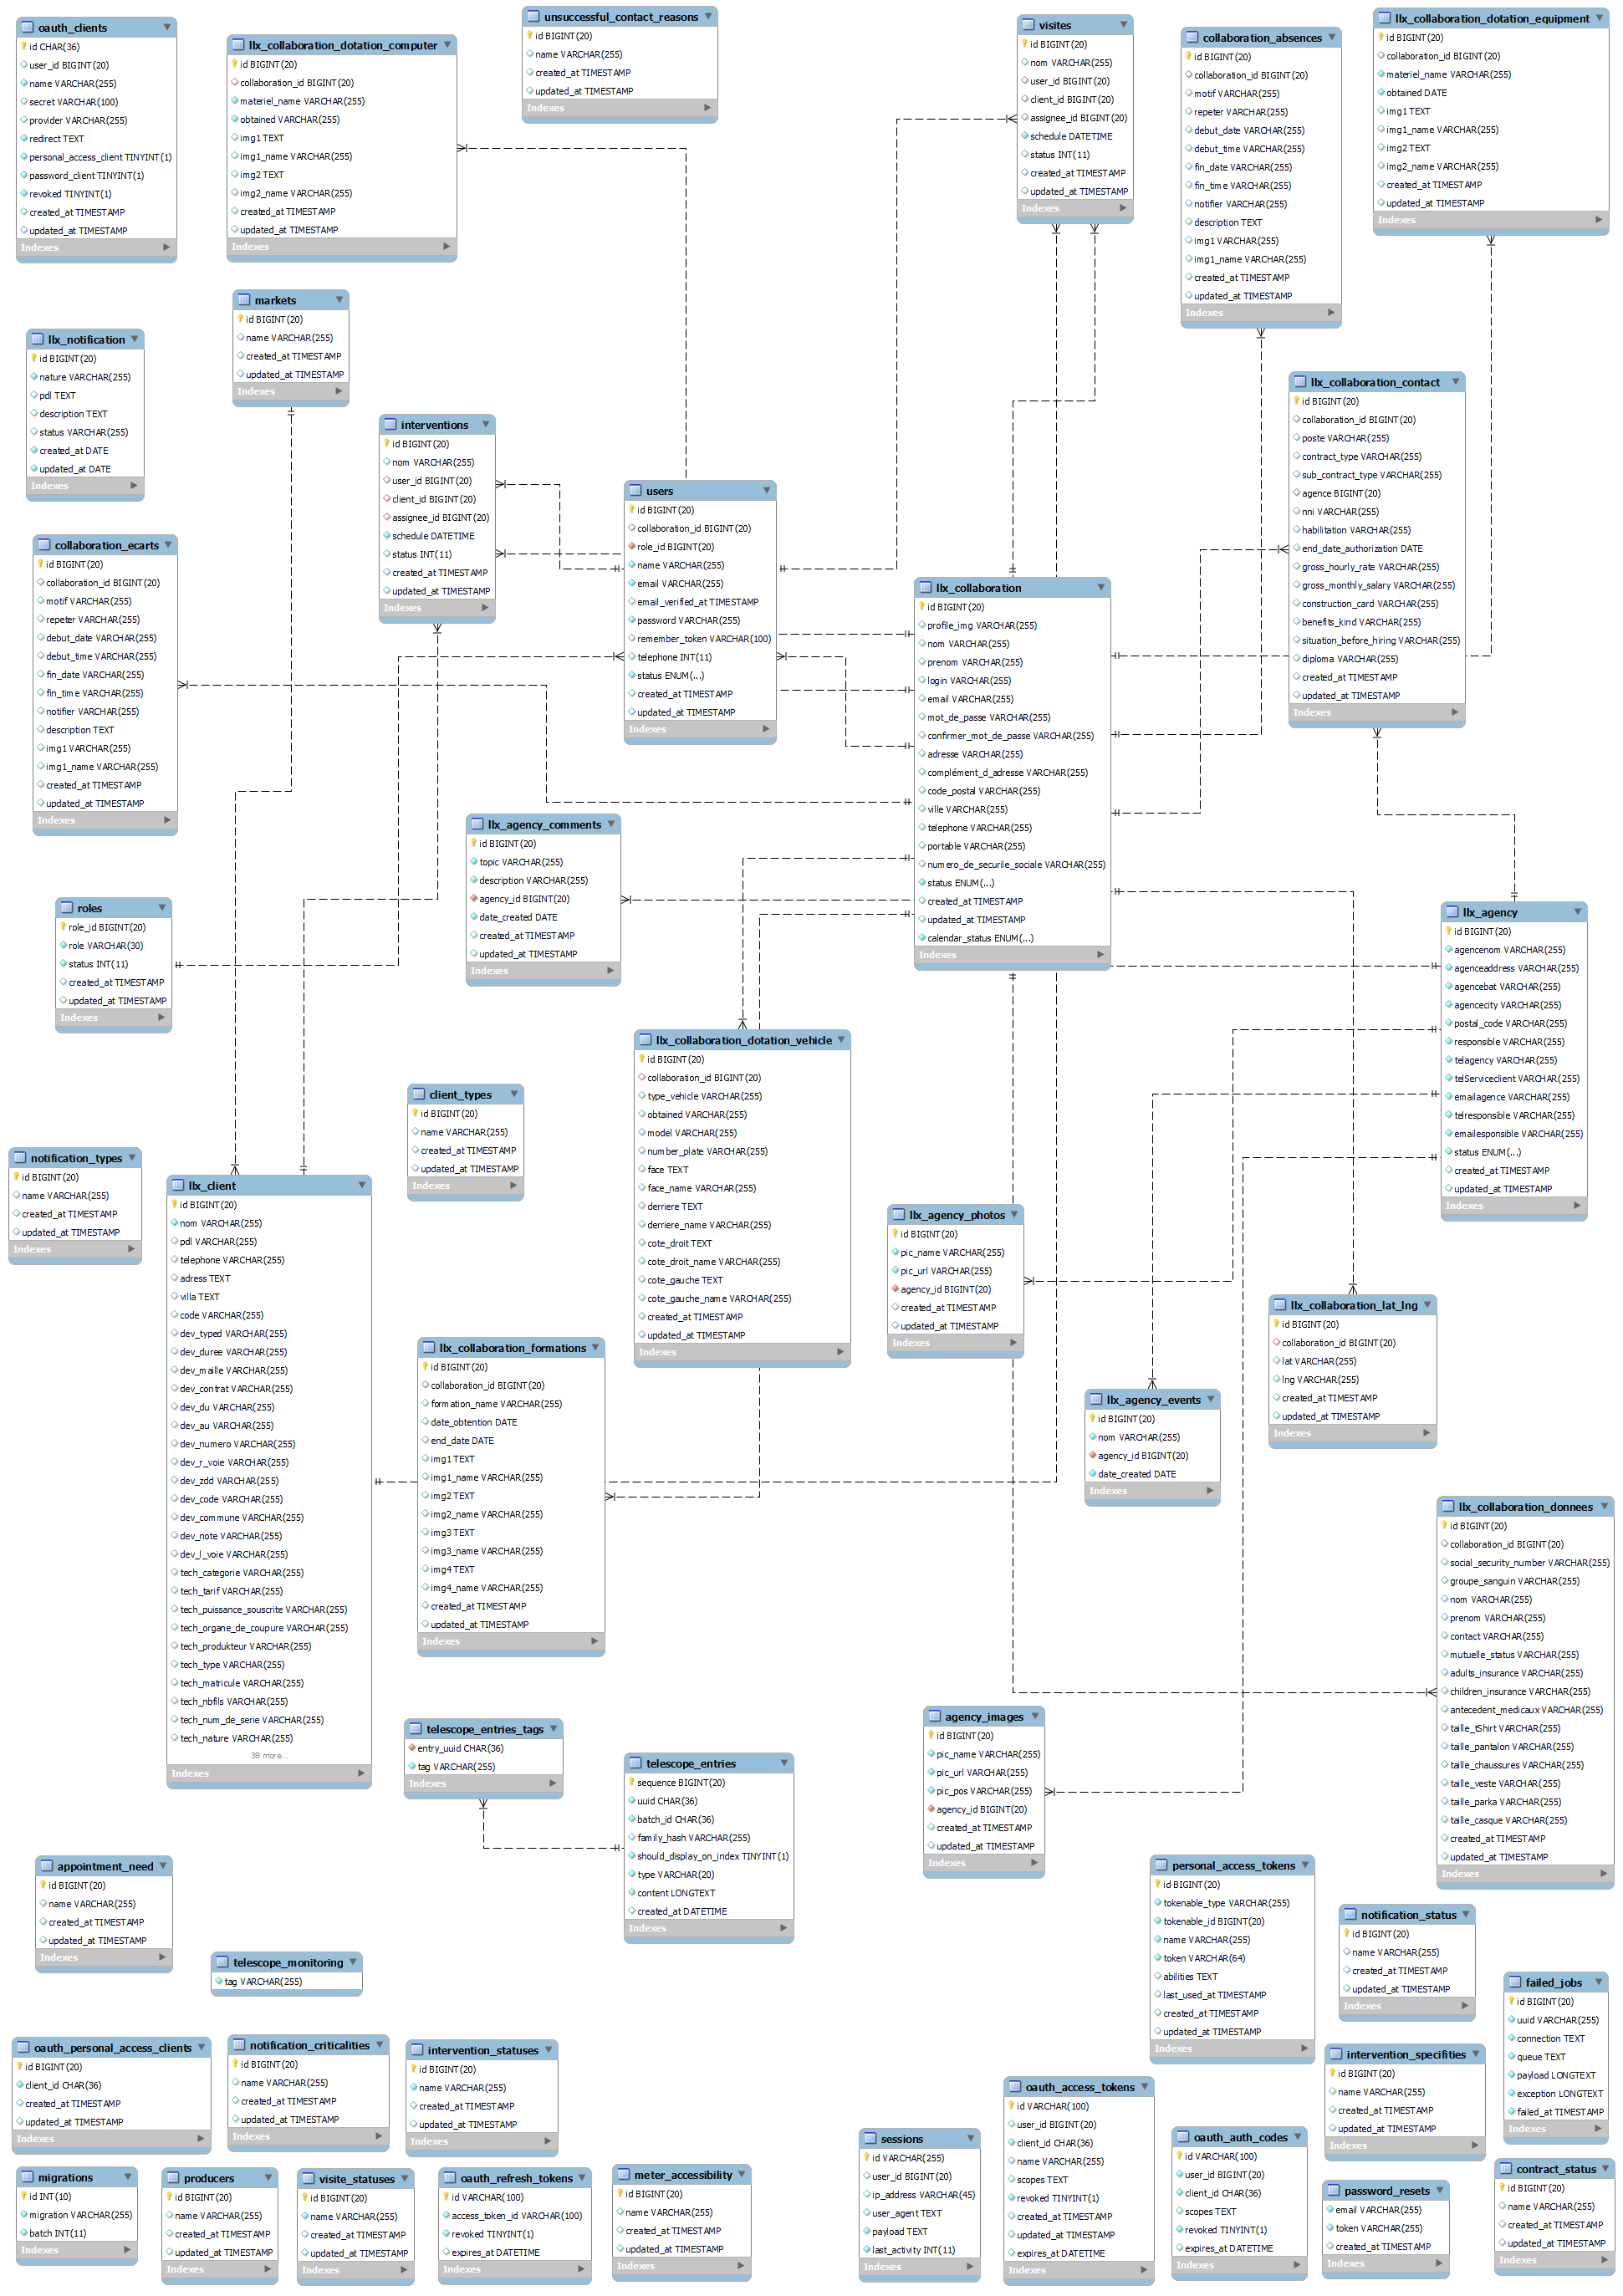 oauth_clients
id CHAR(36)
user_id BIGINT(20)
name VARCHAR(255)
secret VARCHAR(100)
provider VARCHAR(255)
redirect TEXT
personal_access_client TINYINT(1)
password_client TINYINT(1)
revoked TINYINT(1)
created_at TIMESTAMP
updated_at TIMESTAMP
Indexes
llx_collaboration_dotation_computer
id BIGINT(20)
collaboration_id BIGINT(20)
materiel_name VARCHAR(255)
obtained VARCHAR(255)
img1 TEXT
img1_name VARCHAR(255)
img2 TEXT
img2_name VARCHAR(255)
created_at TIMESTAMP
updated_at TIMESTAMP
Indexes
unsuccessful_contact_reasons
id BIGINT(20)
name VARCHAR(255)
created_at TIMESTAMP
updated_at TIMESTAMP
Indexes
visites
id BIGINT(20)
nom VARCHAR(255)
user_id BIGINT(20)
client_id BIGINT(20)
assignee_id BIGINT(20)
schedule DATETIME
status INT(11)
created_at TIMESTAMP
updated_at TIMESTAMP
Indexes
collaboration_absences
id BIGINT(20)
collaboration_id BIGINT(20)
motif VARCHAR(255)
repeter VARCHAR(255)
debut_date VARCHAR(255)
debut_time VARCHAR(255)
fin_date VARCHAR(255)
fin_time VARCHAR(255)
notifier VARCHAR(255)
description TEXT
img1 VARCHAR(255)
img1_name VARCHAR(255)
created_at TIMESTAMP
updated_at TIMESTAMP
Indexes
llx_collaboration_dotation_equipment
id BIGINT(20)
collaboration_id BIGINT(20)
materiel_name VARCHAR(255)
obtained DATE
img1 TEXT
img1_name VARCHAR(255)
img2 TEXT
img2_name VARCHAR(255)
created_at TIMESTAMP
updated_at TIMESTAMP
Indexes
markets
id BIGINT(20)
name VARCHAR(255)
created_at TIMESTAMP
updated_at TIMESTAMP
Indexes
llx_notification
id BIGINT(20)
nature VARCHAR(255)
pdl TEXT
description TEXT
status VARCHAR(255)
created_at DATE
updated_at DATE
Indexes
interventions
id BIGINT(20)
nom VARCHAR(255)
user_id BIGINT(20)
client_id BIGINT(20)
assignee_id BIGINT(20)
schedule DATETIME
status INT(11)
created_at TIMESTAMP
updated_at TIMESTAMP
Indexes
llx_collaboration_contact
id BIGINT(20)
collaboration_id BIGINT(20)
poste VARCHAR(255)
contract_type VARCHAR(255)
sub_contract_type VARCHAR(255)
agence BIGINT(20)
nni VARCHAR(255)
habilitation VARCHAR(255)
end_date_authorization DATE
gross_hourly_rate VARCHAR(255)
gross_monthly_salary VARCHAR(255)
construction_card VARCHAR(255)
benefits_kind VARCHAR(255)
situation_before_hiring VARCHAR(255)
diploma VARCHAR(255)
created_at TIMESTAMP
updated_at TIMESTAMP
Indexes
users
id BIGINT(20)
collaboration_id BIGINT(20)
role_id BIGINT(20)
name VARCHAR(255)
email VARCHAR(255)
email_verified_at TIMESTAMP
password VARCHAR(255)
remember_token VARCHAR(100)
telephone INT(11)
status ENUM(...)
created_at TIMESTAMP
updated_at TIMESTAMP
Indexes
collaboration_ecarts
id BIGINT(20)
collaboration_id BIGINT(20)
motif VARCHAR(255)
repeter VARCHAR(255)
debut_date VARCHAR(255)
debut_time VARCHAR(255)
fin_date VARCHAR(255)
fin_time VARCHAR(255)
notifier VARCHAR(255)
description TEXT
img1 VARCHAR(255)
img1_name VARCHAR(255)
created_at TIMESTAMP
updated_at TIMESTAMP
Indexes
llx_collaboration
id BIGINT(20)
profile_img VARCHAR(255)
nom VARCHAR(255)
prenom VARCHAR(255)
login VARCHAR(255)
email VARCHAR(255)
mot_de_passe VARCHAR(255)
confirmer_mot_de_passe VARCHAR(255)
adresse VARCHAR(255)
complément_d_adresse VARCHAR(255)
code_postal VARCHAR(255)
ville VARCHAR(255)
telephone VARCHAR(255)
portable VARCHAR(255)
numero_de_securile_sociale VARCHAR(255)
status ENUM(...)
created_at TIMESTAMP
updated_at TIMESTAMP
calendar_status ENUM(...)
Indexes
llx_agency_comments
id BIGINT(20)
topic VARCHAR(255)
description VARCHAR(255)
agency_id BIGINT(20)
date_created DATE
created_at TIMESTAMP
updated_at TIMESTAMP
Indexes
roles
role_id BIGINT(20)
role VARCHAR(30)
status INT(11)
created_at TIMESTAMP
updated_at TIMESTAMP
Indexes
llx_agency
id BIGINT(20)
agencenom VARCHAR(255)
agenceaddress VARCHAR(255)
agencebat VARCHAR(255)
agencecity VARCHAR(255)
postal_code VARCHAR(255)
responsible VARCHAR(255)
telagency VARCHAR(255)
telServiceclient VARCHAR(255)
emailagence VARCHAR(255)
telresponsible VARCHAR(255)
emailesponsible VARCHAR(255)
status ENUM(...)
created_at TIMESTAMP
updated_at TIMESTAMP
Indexes
llx_collaboration_dotation_vehicle
id BIGINT(20)
collaboration_id BIGINT(20)
type_vehicle VARCHAR(255)
obtained VARCHAR(255)
model VARCHAR(255)
number_plate VARCHAR(255)
face TEXT
face_name VARCHAR(255)
derriere TEXT
derriere_name VARCHAR(255)
cote_droit TEXT
cote_droit_name VARCHAR(255)
cote_gauche TEXT
cote_gauche_name VARCHAR(255)
created_at TIMESTAMP
updated_at TIMESTAMP
Indexes
client_types
id BIGINT(20)
name VARCHAR(255)
created_at TIMESTAMP
updated_at TIMESTAMP
Indexes
notification_types
id BIGINT(20)
name VARCHAR(255)
created_at TIMESTAMP
updated_at TIMESTAMP
Indexes
llx_client
id BIGINT(20)
nom VARCHAR(255)
pdl VARCHAR(255)
telephone VARCHAR(255)
adress TEXT
villa TEXT
code VARCHAR(255)
dev_typed VARCHAR(255)
dev_duree VARCHAR(255)
dev_maille VARCHAR(255)
dev_contrat VARCHAR(255)
dev_du VARCHAR(255)
dev_au VARCHAR(255)
dev_numero VARCHAR(255)
dev_r_voie VARCHAR(255)
dev_zdd VARCHAR(255)
dev_code VARCHAR(255)
dev_commune VARCHAR(255)
dev_note VARCHAR(255)
dev_l_voie VARCHAR(255)
tech_categorie VARCHAR(255)
tech_tarif VARCHAR(255)
tech_puissance_souscrite VARCHAR(255)
tech_organe_de_coupure VARCHAR(255)
tech_produkteur VARCHAR(255)
tech_type VARCHAR(255)
tech_matricule VARCHAR(255)
tech_nbfils VARCHAR(255)
tech_num_de_serie VARCHAR(255)
tech_nature VARCHAR(255)
39 more...
Indexes
llx_agency_photos
id BIGINT(20)
pic_name VARCHAR(255)
pic_url VARCHAR(255)
agency_id BIGINT(20)
created_at TIMESTAMP
updated_at TIMESTAMP
Indexes
llx_collaboration_lat_lng
id BIGINT(20)
collaboration_id BIGINT(20)
lat VARCHAR(255)
lng VARCHAR(255)
created_at TIMESTAMP
updated_at TIMESTAMP
Indexes
llx_collaboration_formations
id BIGINT(20)
collaboration_id BIGINT(20)
formation_name VARCHAR(255)
date_obtention DATE
end_date DATE
img1 TEXT
img1_name VARCHAR(255)
img2 TEXT
img2_name VARCHAR(255)
img3 TEXT
img3_name VARCHAR(255)
img4 TEXT
img4_name VARCHAR(255)
created_at TIMESTAMP
updated_at TIMESTAMP
Indexes
llx_agency_events
id BIGINT(20)
nom VARCHAR(255)
agency_id BIGINT(20)
date_created DATE
Indexes
llx_collaboration_donnees
id BIGINT(20)
collaboration_id BIGINT(20)
social_security_number VARCHAR(255)
groupe_sanguin VARCHAR(255)
nom VARCHAR(255)
prenom VARCHAR(255)
contact VARCHAR(255)
mutuelle_status VARCHAR(255)
adults_insurance VARCHAR(255)
children_insurance VARCHAR(255)
antecedent_medicaux VARCHAR(255)
taille_tShirt VARCHAR(255)
taille_pantalon VARCHAR(255)
taille_chaussures VARCHAR(255)
taille_veste VARCHAR(255)
taille_parka VARCHAR(255)
taille_casque VARCHAR(255)
created_at TIMESTAMP
updated_at TIMESTAMP
Indexes
telescope_entries_tags
entry_uuid CHAR(36)
tag VARCHAR(255)
Indexes
telescope_entries
sequence BIGINT(20)
uuid CHAR(36)
batch_id CHAR(36)
family_hash VARCHAR(255)
should_display_on_index TINYINT(1)
type VARCHAR(20)
content LONGTEXT
created_at DATETIME
Indexes
agency_images
id BIGINT(20)
pic_name VARCHAR(255)
pic_url VARCHAR(255)
pic_pos VARCHAR(255)
agency_id BIGINT(20)
created_at TIMESTAMP
updated_at TIMESTAMP
Indexes
appointment_need
id BIGINT(20)
name VARCHAR(255)
created_at TIMESTAMP
updated_at TIMESTAMP
Indexes
telescope_monitoring
tag VARCHAR(255)
personal_access_tokens
id BIGINT(20)
tokenable_type VARCHAR(255)
tokenable_id BIGINT(20)
name VARCHAR(255)
token VARCHAR(64)
abilities TEXT
last_used_at TIMESTAMP
created_at TIMESTAMP
updated_at TIMESTAMP
Indexes
notification_status
id BIGINT(20)
name VARCHAR(255)
created_at TIMESTAMP
updated_at TIMESTAMP
Indexes
failed_jobs
id BIGINT(20)
uuid VARCHAR(255)
connection TEXT
queue TEXT
payload LONGTEXT
exception LONGTEXT
failed_at TIMESTAMP
Indexes
oauth_personal_access_clients
id BIGINT(20)
client_id CHAR(36)
created_at TIMESTAMP
updated_at TIMESTAMP
Indexes
notification_criticalities
id BIGINT(20)
name VARCHAR(255)
created_at TIMESTAMP
updated_at TIMESTAMP
Indexes
intervention_statuses
id BIGINT(20)
name VARCHAR(255)
created_at TIMESTAMP
updated_at TIMESTAMP
Indexes
intervention_specifities
id BIGINT(20)
name VARCHAR(255)
created_at TIMESTAMP
updated_at TIMESTAMP
Indexes
oauth_access_tokens
id VARCHAR(100)
user_id BIGINT(20)
client_id CHAR(36)
name VARCHAR(255)
scopes TEXT
revoked TINYINT(1)
created_at TIMESTAMP
updated_at TIMESTAMP
expires_at DATETIME
Indexes
sessions
id VARCHAR(255)
user_id BIGINT(20)
ip_address VARCHAR(45)
user_agent TEXT
payload TEXT
last_activity INT(11)
Indexes
oauth_auth_codes
id VARCHAR(100)
user_id BIGINT(20)
client_id CHAR(36)
scopes TEXT
revoked TINYINT(1)
expires_at DATETIME
Indexes
migrations
id INT(10)
migration VARCHAR(255)
batch INT(11)
Indexes
producers
id BIGINT(20)
name VARCHAR(255)
created_at TIMESTAMP
updated_at TIMESTAMP
Indexes
visite_statuses
id BIGINT(20)
name VARCHAR(255)
created_at TIMESTAMP
updated_at TIMESTAMP
Indexes
oauth_refresh_tokens
id VARCHAR(100)
access_token_id VARCHAR(100)
revoked TINYINT(1)
expires_at DATETIME
Indexes
meter_accessibility
id BIGINT(20)
name VARCHAR(255)
created_at TIMESTAMP
updated_at TIMESTAMP
Indexes
password_resets
email VARCHAR(255)
token VARCHAR(255)
created_at TIMESTAMP
Indexes
contract_status
id BIGINT(20)
name VARCHAR(255)
created_at TIMESTAMP
updated_at TIMESTAMP
Indexes